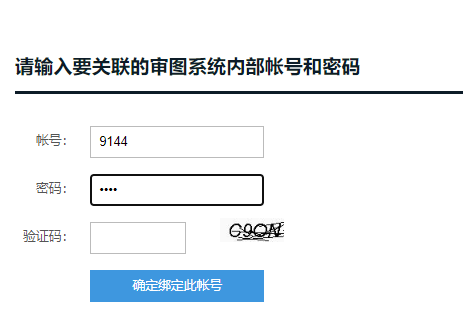 请输入要关联的审图系统内部帐号和密码
帐号： 9144
密码： ••••
验证码：
确定绑定此帐号